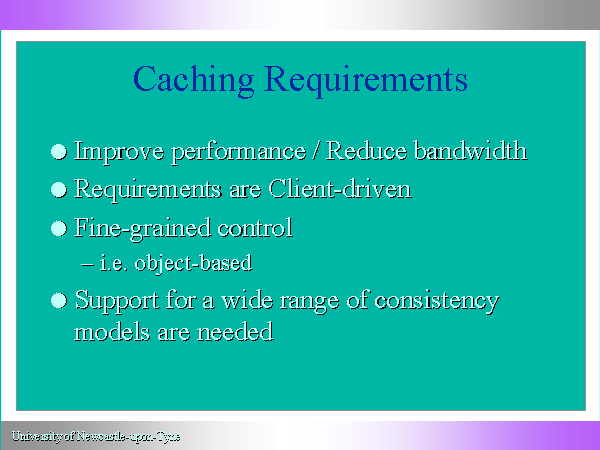 Caching Requirements
Improve performance / Reduce bandwidth
Requirements are Client-driven
Fine-grained control
– i.e. object-based
Support for a wide range of consistency
models are needed
University of Newcastle-upon-Tyne